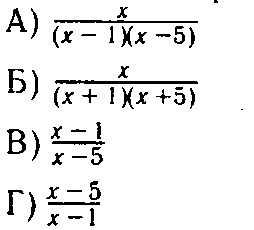 А) x/((x − 1)(x − 5))
Б) x/((x + 1)(x + 5))
В) (x − 1)/(x − 5)
Г) (x − 5)/(x − 1)